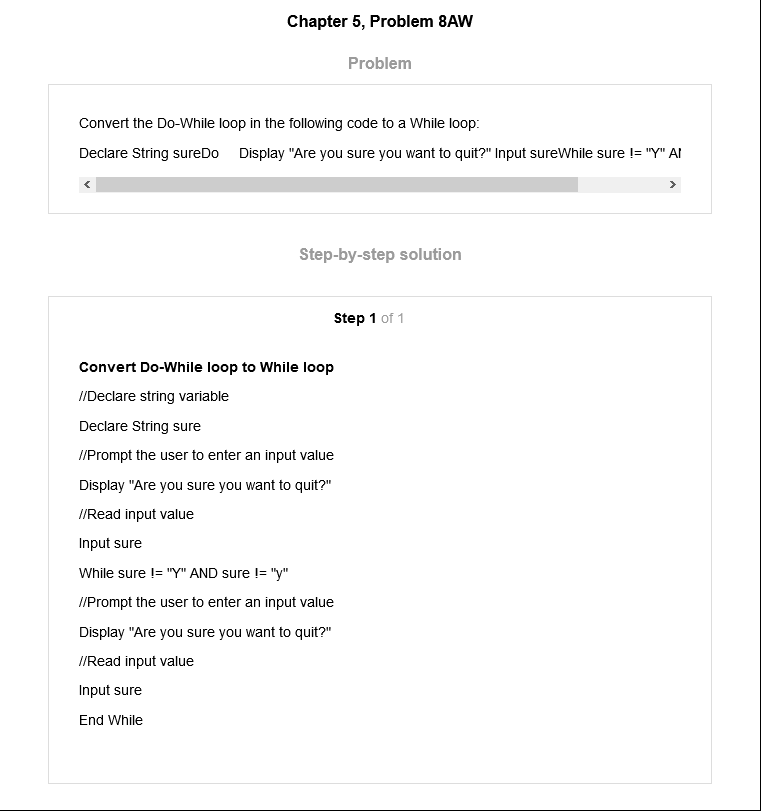 Chapter 5, Problem 8AW
Problem
Convert the Do-While loop in the following code to a While loop:
Declare String sureDo     Display "Are you sure you want to quit?" Input sureWhile sure != "Y"
Step-by-step solution
Step 1 of 1
Convert Do-While loop to While loop
//Declare string variable
Declare String sure
//Prompt the user to enter an input value
Display "Are you sure you want to quit?"
//Read input value
Input sure
While sure != "Y" AND sure != "y"
//Prompt the user to enter an input value
Display "Are you sure you want to quit?"
//Read input value
Input sure
End While